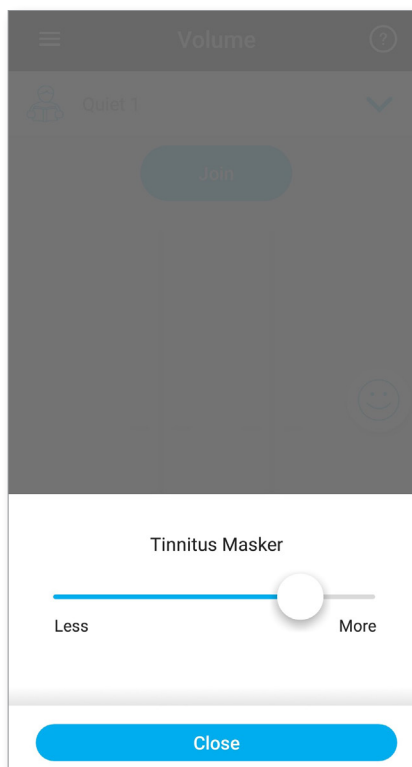 Volume
?
Quiet 1
Join
Tinnitus Masker
Less More
Close